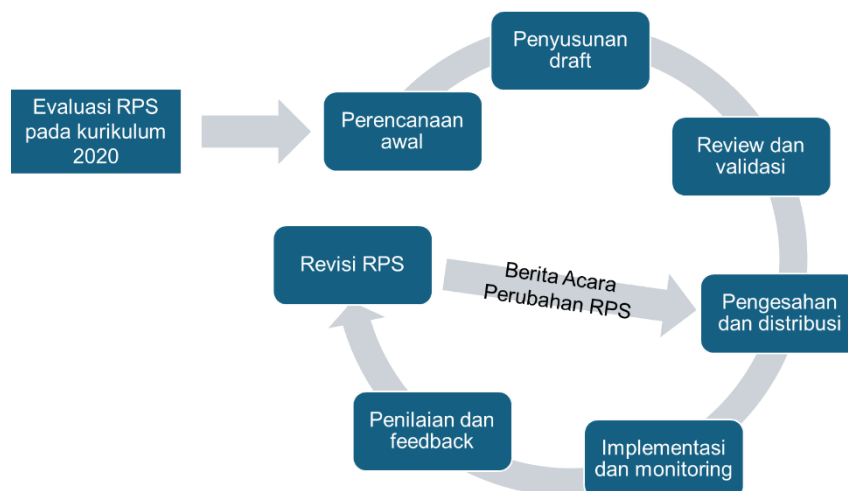 Evaluasi RPS
pada kurikulum
2020
Perencanaan
awal
Penyusunan
draft
Review dan
validasi
Pengesahan
dan distribusi
Implementasi
dan monitoring
Penilaian dan
feedback
Revisi RPS
Berita Acara
Perubahan RPS